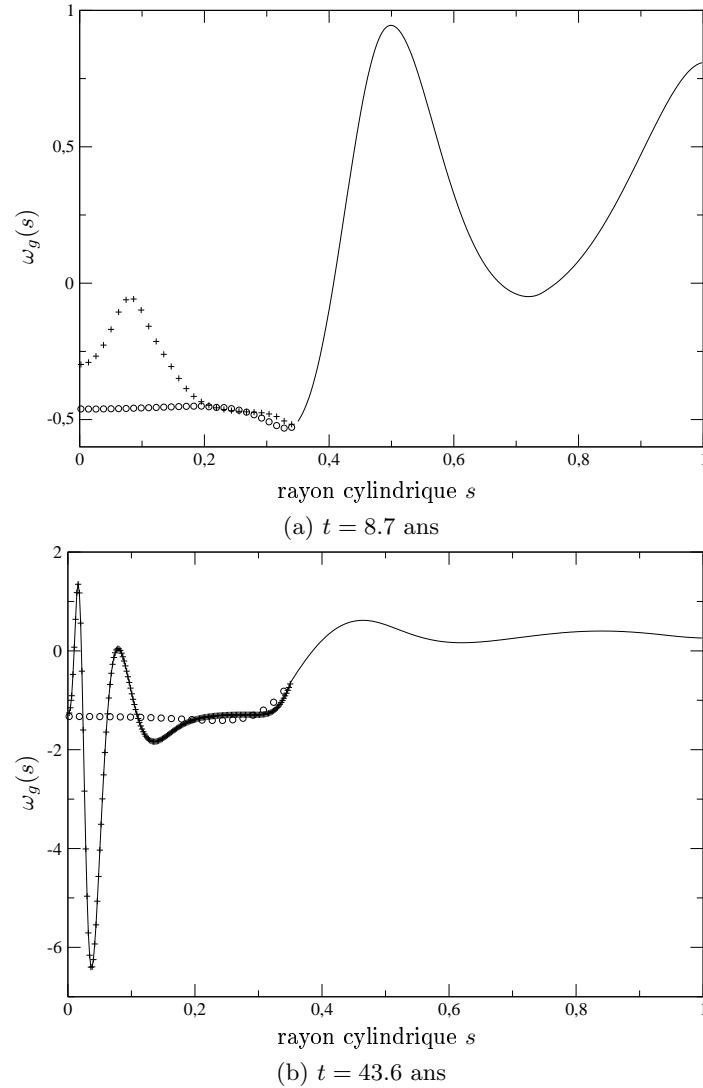 1
0,5
0
-0,5
ω_g(s)
0 0,2 0,4 0,6 0,8 1
rayon cylindrique s
(a) t = 8.7 ans
2
0
-2
-4
-6
ω_g(s)
0 0,2 0,4 0,6 0,8 1
rayon cylindrique s
(b) t = 43.6 ans